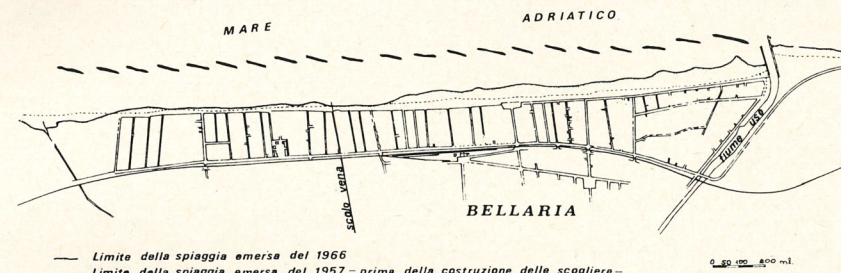 MARE ADRIATICO
fiume uso
scolo vena
BELLARIA
Limite della spiaggia emersa del 1966
Limite della spiaggia emersa del 1957 – prima della costruzione delle scogliere –
0 50 100 200 mt.